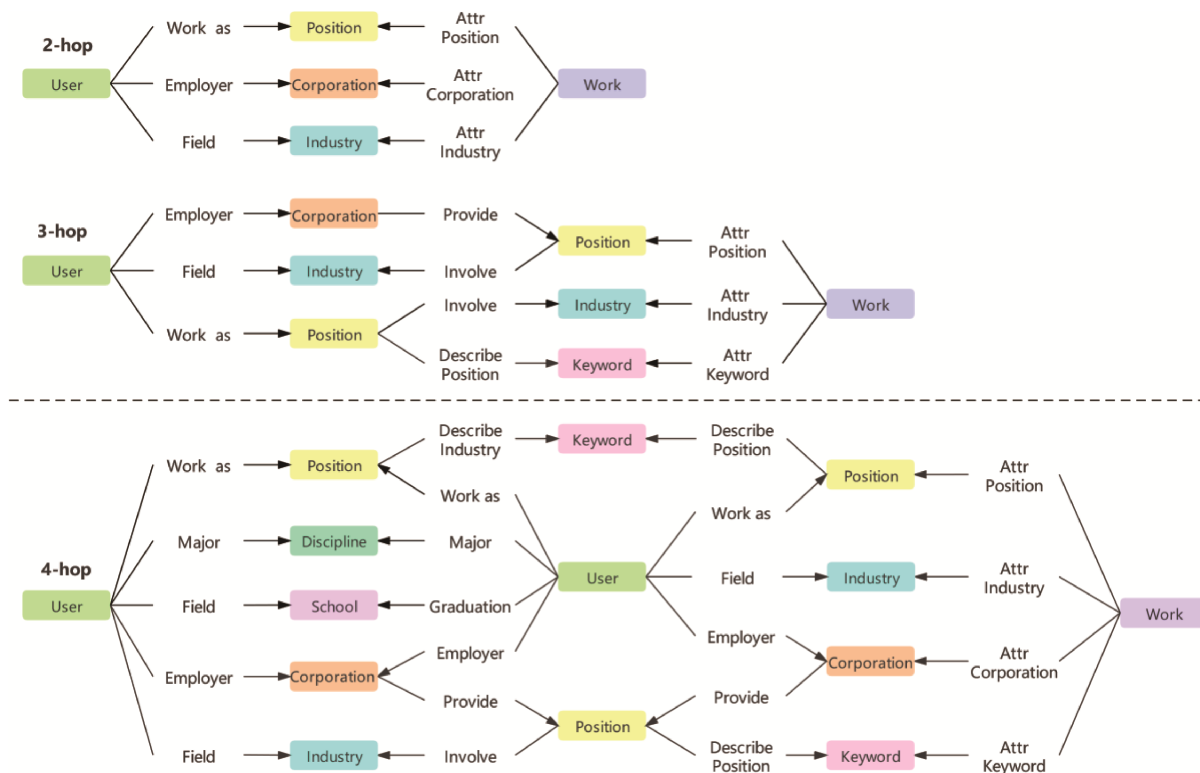 2-hop
User
Work as
Position
Attr
Position
Employer
Corporation
Attr
Corporation
Work
Field
Industry
Attr
Industry
3-hop
User
Employer
Corporation
Provide
Position
Attr
Position
Field
Industry
Involve
Involve
Industry
Attr
Industry
Work
Work as
Position
Describe
Position
Keyword
Attr
Keyword
4-hop
User
Work as
Position
Describe
Industry
Keyword
Describe
Position
Position
Attr
Position
Work as
Work as
Major
Discipline
Major
User
Field
Industry
Attr
Industry
Field
School
Graduation
Work
Employer
Employer
Employer
Corporation
Corporation
Attr
Corporation
Provide
Provide
Position
Field
Industry
Involve
Describe
Position
Keyword
Attr
Keyword